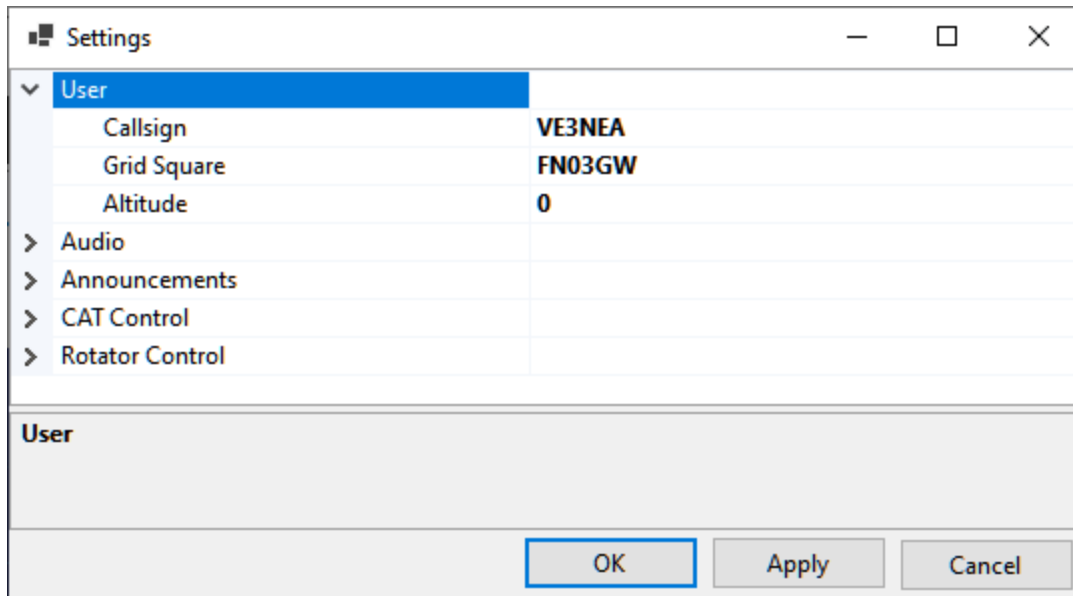 Settings
User
Callsign VE3NEA
Grid Square FN03GW
Altitude 0
Audio
Announcements
CAT Control
Rotator Control
User
OK Apply Cancel